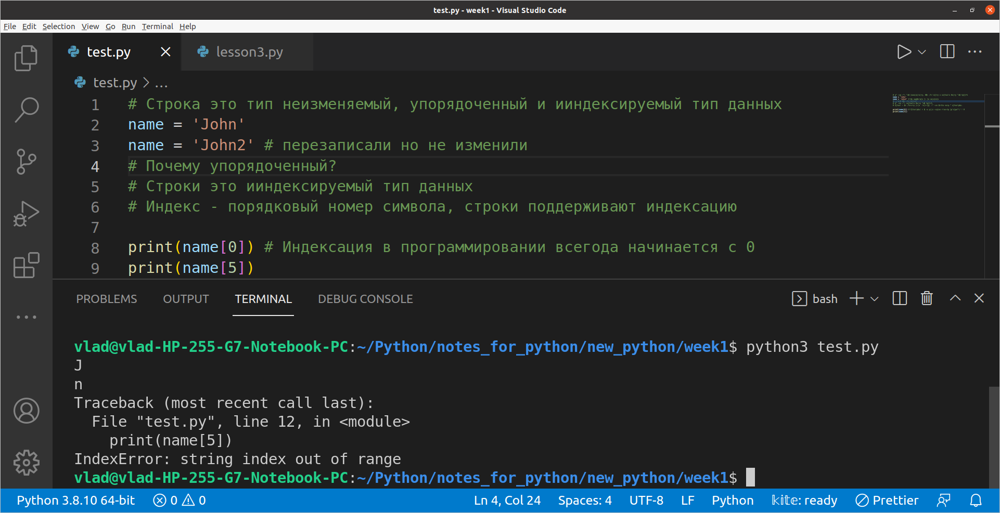 test.py - week1 - Visual Studio Code
File Edit Selection View Go Run Terminal Help
test.py lesson3.py
test.py > ...
1 # Строка это тип неизменяемый, упорядоченный и ииндексируемый тип данных
2 name = 'John'
3 name = 'John2' # перезаписали но не изменили
4 # Почему упорядоченный?
5 # Строки это ииндексируемый тип данных
6 # Индекс - порядковый номер символа, строки поддерживают индексацию
7
8 print(name[0]) # Индексация в программировании всегода начинается с 0
9 print(name[5])
PROBLEMS OUTPUT TERMINAL DEBUG CONSOLE bash
vlad@vlad-HP-255-G7-Notebook-PC:~/Python/notes_for_python/new_python/week1$ python3 test.py
J
n
Traceback (most recent call last):
  File "test.py", line 12, in <module>
    print(name[5])
IndexError: string index out of range
vlad@vlad-HP-255-G7-Notebook-PC:~/Python/notes_for_python/new_python/week1$
Python 3.8.10 64-bit 0 0 Ln 4, Col 24 Spaces: 4 UTF-8 LF Python kite: ready Prettier